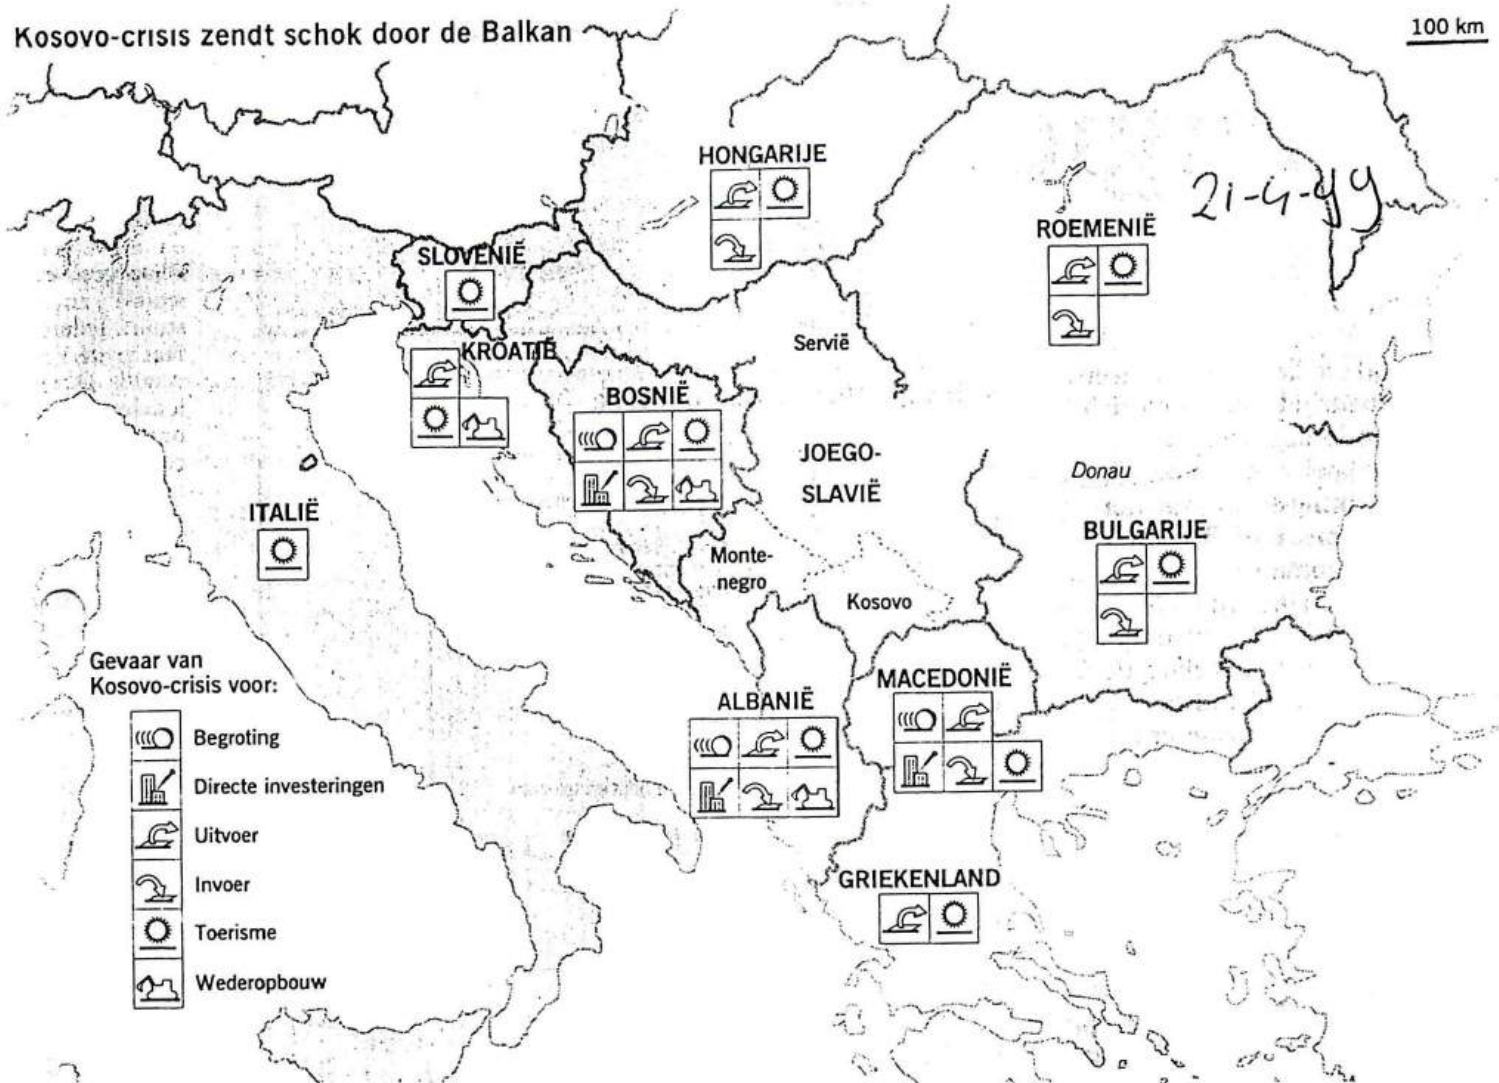 Kosovo-crisis zendt schok door de Balkan
100 km
21-4-99
HONGARIJE
ROEMENIË
SLOVENIË
KROATIË
Servië
BOSNIË
JOEGO-
SLAVIË
Donau
ITALIË
BULGARIJE
Monte-
negro
Kosovo
ALBANIË
MACEDONIË
GRIEKENLAND
Gevaar van
Kosovo-crisis voor:
Begroting
Directe investeringen
Uitvoer
Invoer
Toerisme
Wederopbouw